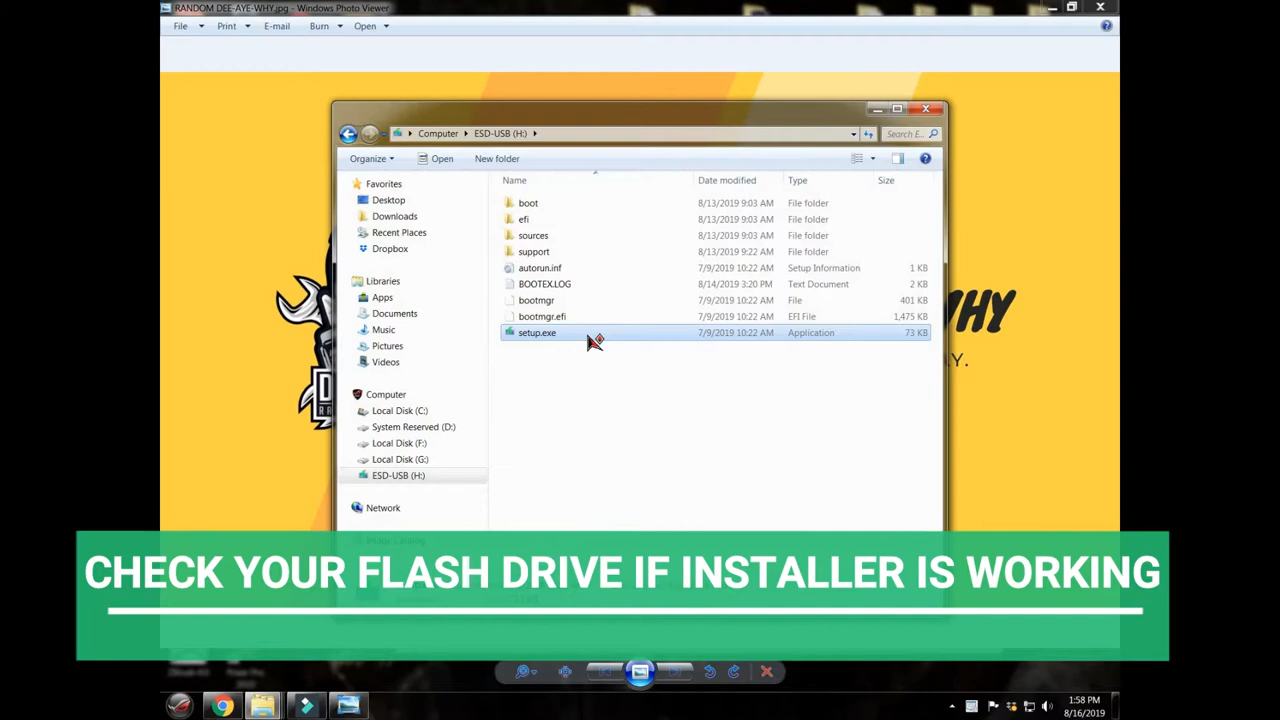 RANDOM DEE-AYE-WHY.jpg - Windows Photo Viewer
File Print E-mail Burn Open
Computer ESD-USB (H:) Search E...
Organize Open New folder
Name Date modified Type Size
Favorites
Desktop
Downloads
Recent Places
Dropbox
Libraries
Apps
Documents
Music
Pictures
Videos
Computer
Local Disk (C:)
System Reserved (D:)
Local Disk (F:)
Local Disk (G:)
ESD-USB (H:)
Network
boot 8/13/2019 9:03 AM File folder
efi 8/13/2019 9:03 AM File folder
sources 8/13/2019 9:03 AM File folder
support 8/13/2019 9:22 AM File folder
autorun.inf 7/9/2019 10:22 AM Setup Information 1 KB
BOOTEX.LOG 8/14/2019 3:20 PM Text Document 2 KB
bootmgr 7/9/2019 10:22 AM File 401 KB
bootmgr.efi 7/9/2019 10:22 AM EFI File 1,475 KB
setup.exe 7/9/2019 10:22 AM Application 73 KB
WHY
AY.
CHECK YOUR FLASH DRIVE IF INSTALLER IS WORKING
1:58 PM
8/16/2019